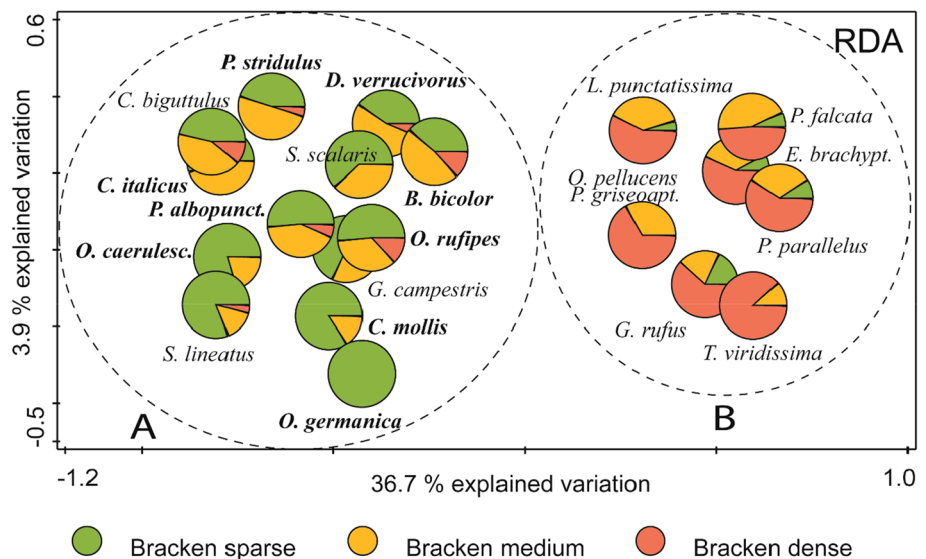 0.6
RDA
P. stridulus
D. verrucivorus
L. punctatissima
C. biguttulus
P. falcata
S. scalaris
E. brachypt.
C. italicus
O. pellucens
B. bicolor
P. griseoapt.
P. albopunct.
O. caerulesc.
O. rufipes
P. parallelus
G. campestris
C. mollis
G. rufus
S. lineatus
T. viridissima
O. germanica
A
B
3.9 % explained variation
-0.5
-1.2
36.7 % explained variation
1.0
Bracken sparse
Bracken medium
Bracken dense